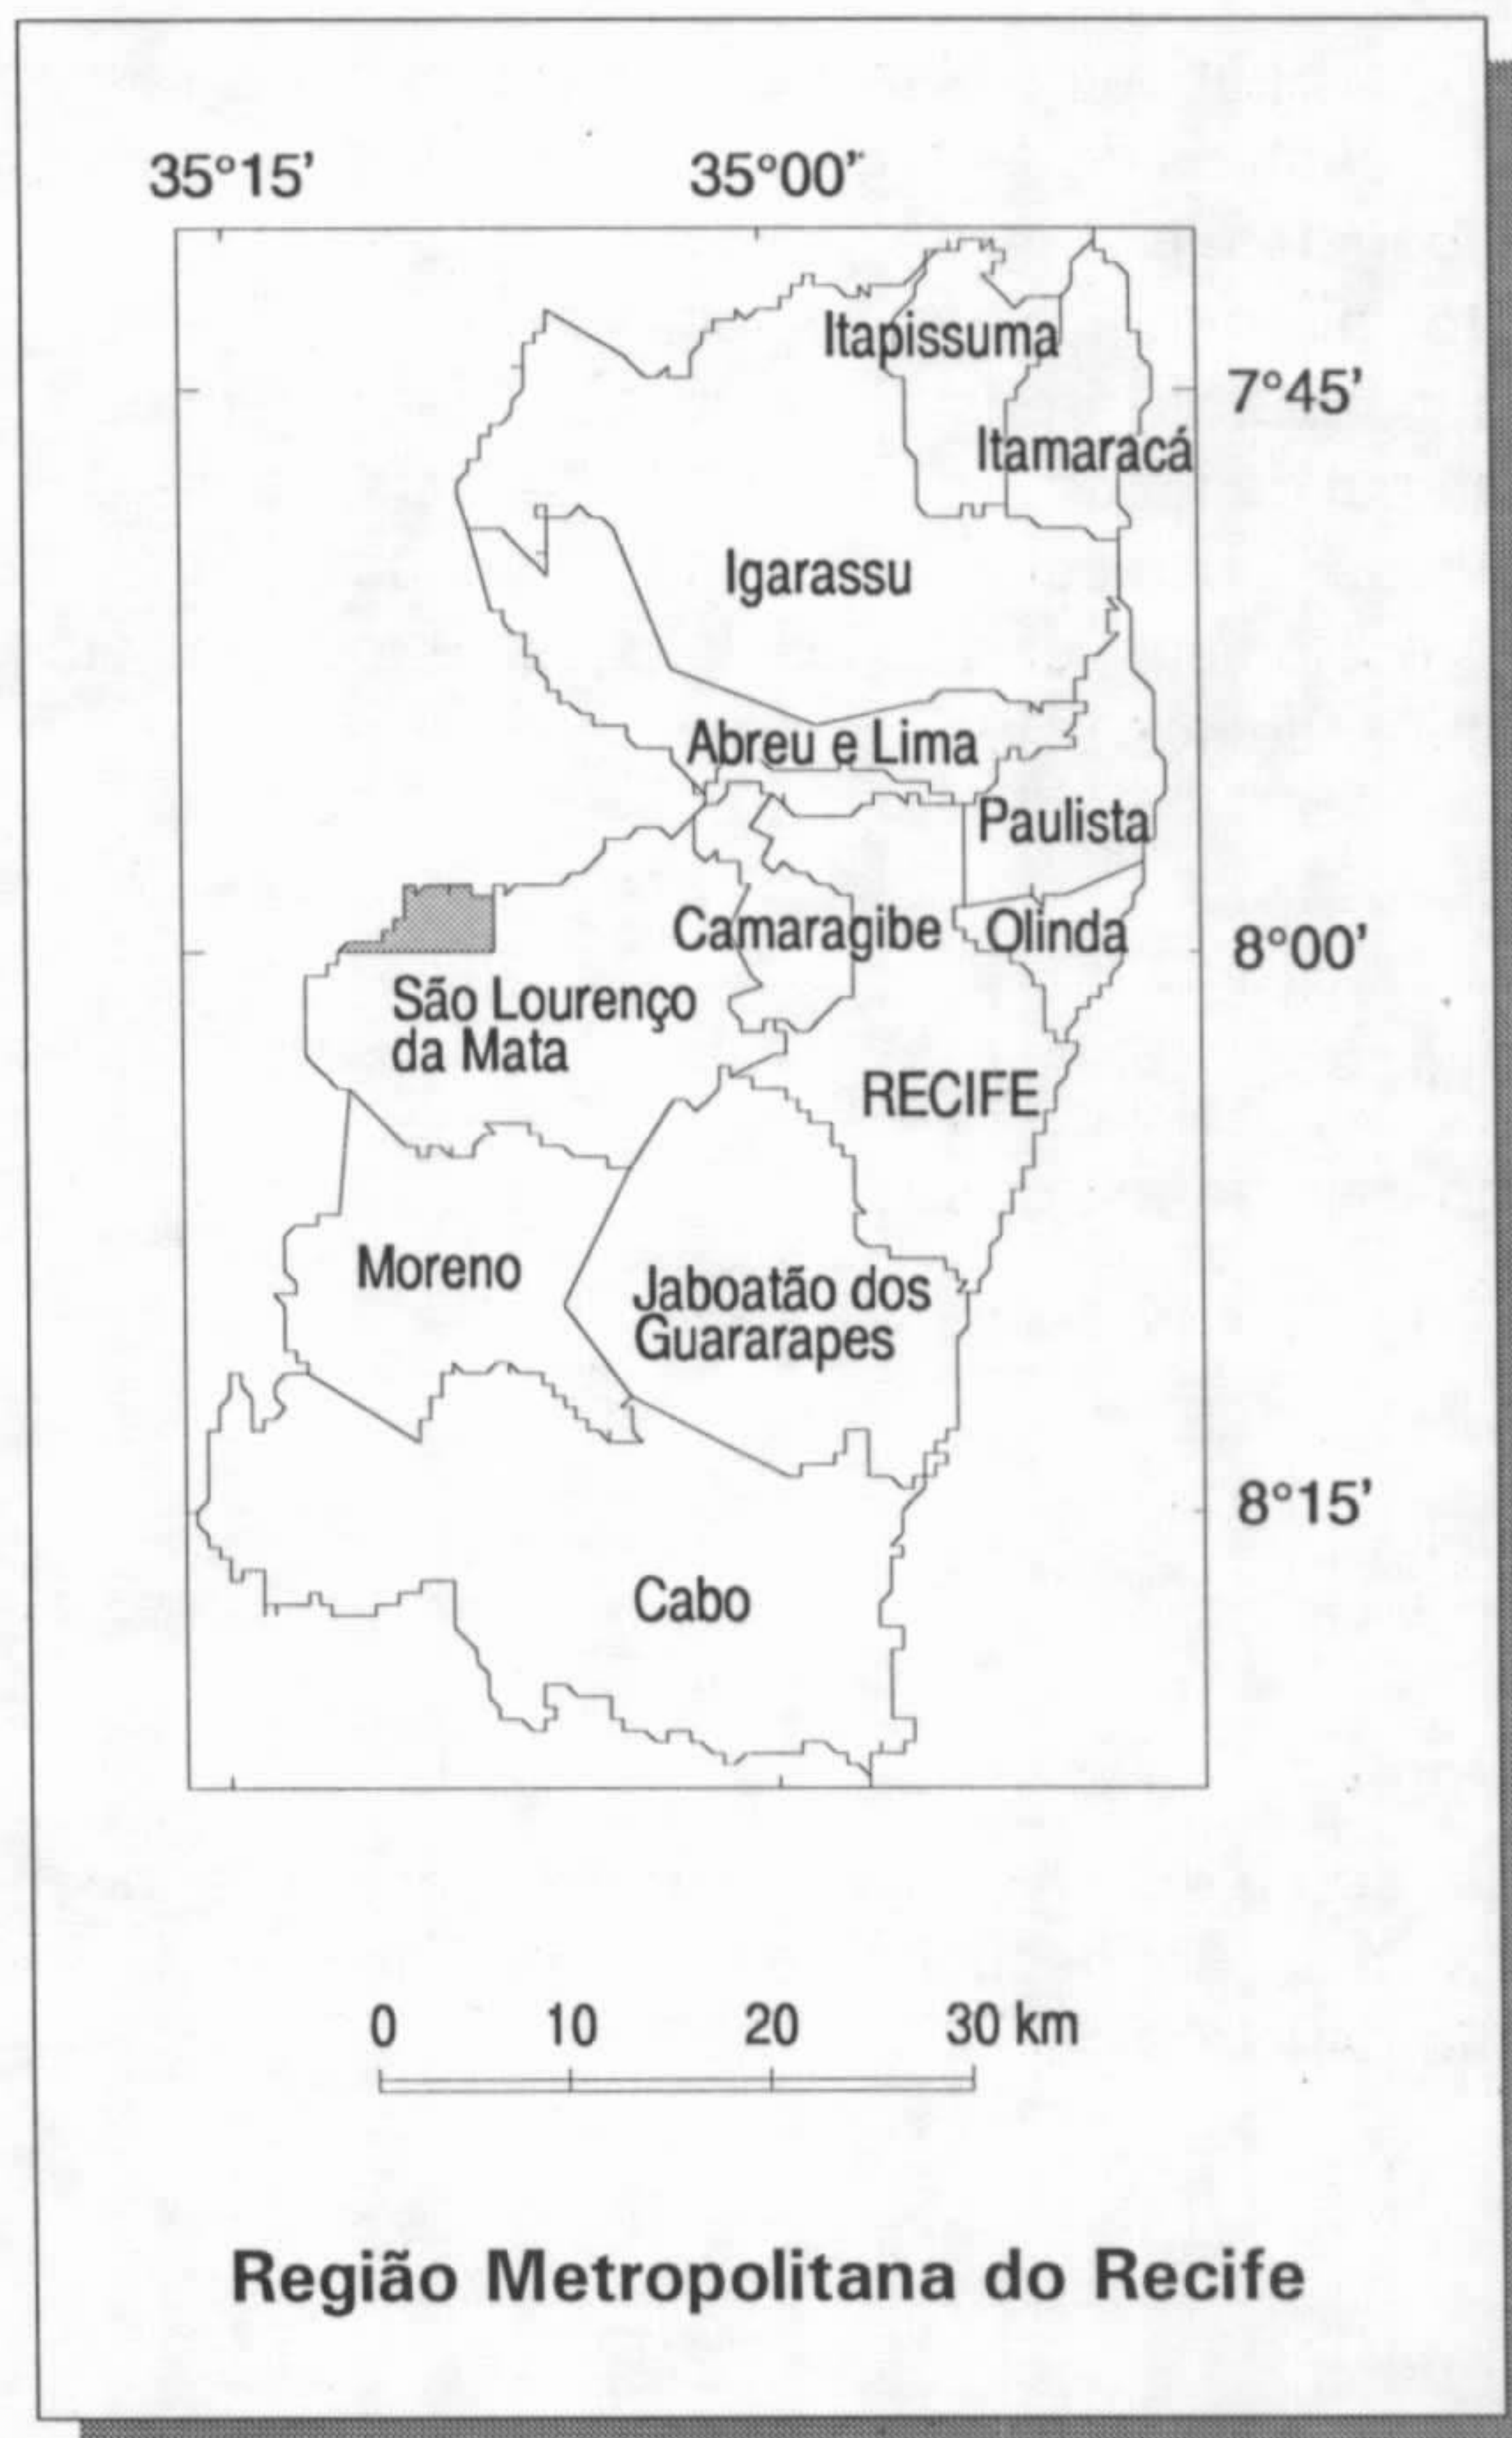 35°15' 35°00'
Itapissuma
7°45'
Itamaracá
Igarassu
Abreu e Lima
Paulista
Camaragibe Olinda 8°00'
São Lourenço
da Mata
RECIFE
Moreno
Jaboatão dos
Guararapes
8°15'
Cabo
0 10 20 30 km
Região Metropolitana do Recife